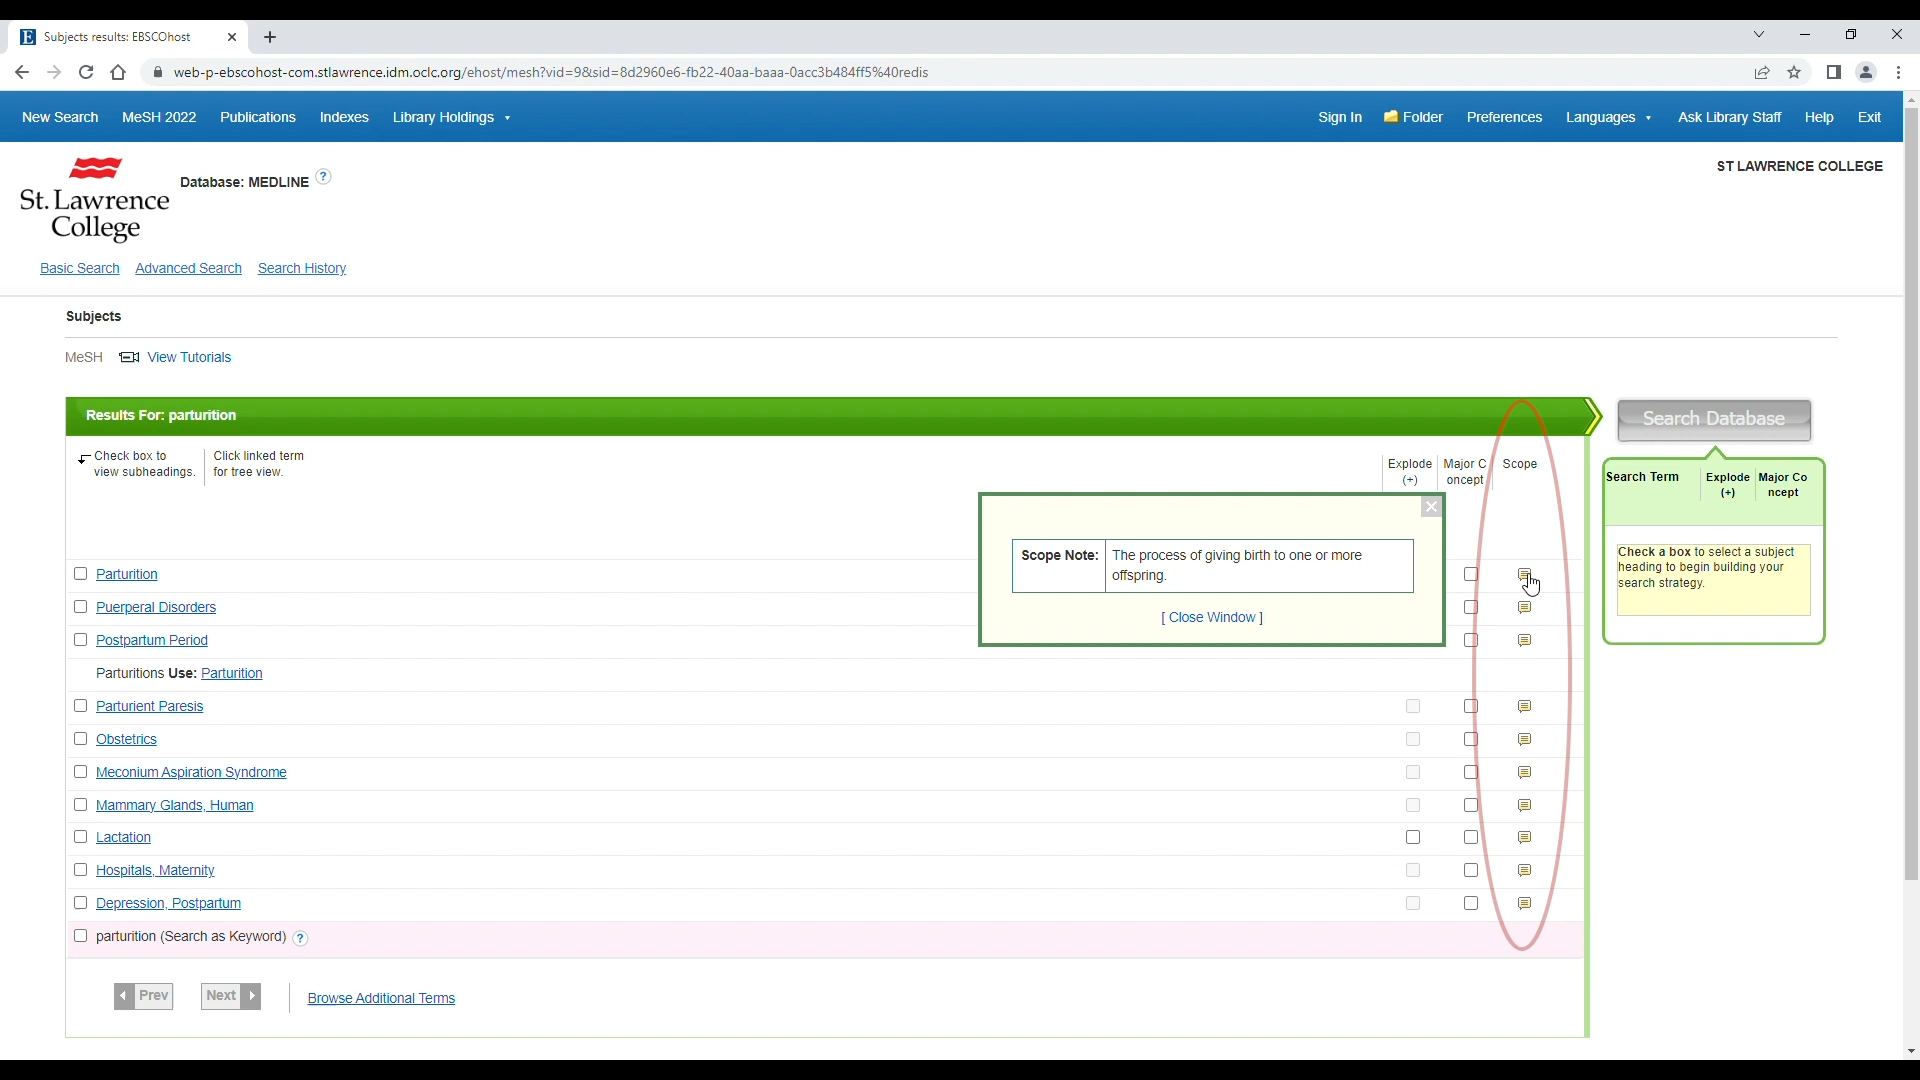 Subjects results: EBSCOhost
web-p-ebscohost-com.stlawrence.idm.oclc.org/ehost/mesh?vid=9&sid=8d2960e6-fb22-40aa-baaa-0acc3b484ff5%40redis
New Search MeSH 2022 Publications Indexes Library Holdings Sign In Folder Preferences Languages Ask Library Staff Help Exit
St. Lawrence
College
Database: MEDLINE ?
ST LAWRENCE COLLEGE
Basic Search Advanced Search Search History
Subjects
MeSH View Tutorials
Results For: parturition
Check box to
view subheadings.
Click linked term
for tree view.
Explode
(+)
Major C
oncept
Scope
Scope Note: The process of giving birth to one or more
offspring.
[ Close Window ]
Parturition
Puerperal Disorders
Postpartum Period
Parturitions Use: Parturition
Parturient Paresis
Obstetrics
Meconium Aspiration Syndrome
Mammary Glands, Human
Lactation
Hospitals, Maternity
Depression, Postpartum
parturition (Search as Keyword) ?
Prev Next Browse Additional Terms
Search Database
Search Term
Explode
(+)
Major Co
ncept
Check a box to select a subject
heading to begin building your
search strategy.